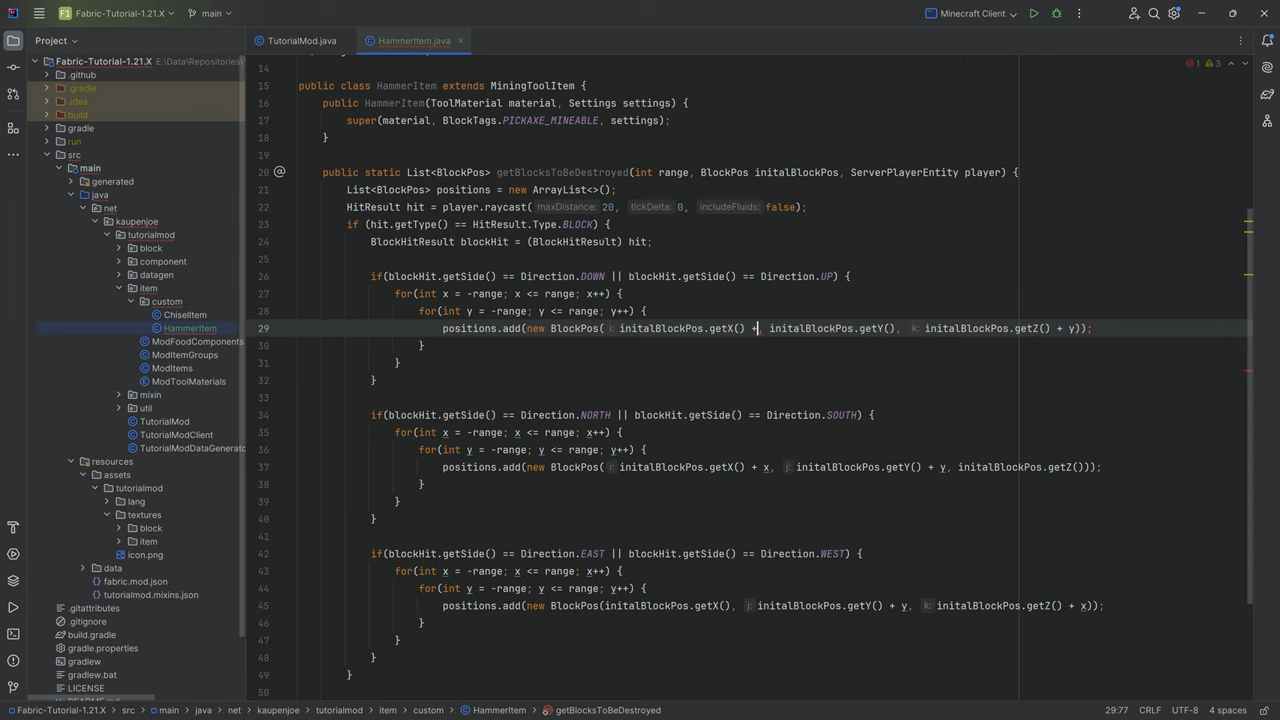 Fabric-Tutorial-1.21.X
main
Minecraft Client
Project
TutorialMod.java
HammerItem.java
Fabric-Tutorial-1.21.X E:\Data\Repositories\
.github
.gradle
.idea
build
gradle
run
src
main
generated
java
net
kaupenjoe
tutorialmod
block
component
datagen
item
custom
ChiselItem
HammerItem
ModFoodComponents
ModItemGroups
ModItems
ModToolMaterials
mixin
util
TutorialMod
TutorialModClient
TutorialModDataGenerato
resources
assets
tutorialmod
lang
textures
block
item
icon.png
data
fabric.mod.json
tutorialmod.mixins.json
.gitattributes
.gitignore
build.gradle
gradle.properties
gradlew
gradlew.bat
LICENSE
README.md
1 3
14
15 public class HammerItem extends MiningToolItem {
16 public HammerItem(ToolMaterial material, Settings settings) {
17 super(material, BlockTags.PICKAXE_MINEABLE, settings);
18 }
19
20 public static List<BlockPos> getBlocksToBeDestroyed(int range, BlockPos initalBlockPos, ServerPlayerEntity player) {
21 List<BlockPos> positions = new ArrayList<>();
22 HitResult hit = player.raycast( maxDistance: 20, tickDelta: 0, includeFluids: false);
23 if (hit.getType() == HitResult.Type.BLOCK) {
24 BlockHitResult blockHit = (BlockHitResult) hit;
25
26 if(blockHit.getSide() == Direction.DOWN || blockHit.getSide() == Direction.UP) {
27 for(int x = -range; x <= range; x++) {
28 for(int y = -range; y <= range; y++) {
29 positions.add(new BlockPos( i: initalBlockPos.getX() +, initalBlockPos.getY(), k: initalBlockPos.getZ() + y));
30 }
31 }
32 }
33
34 if(blockHit.getSide() == Direction.NORTH || blockHit.getSide() == Direction.SOUTH) {
35 for(int x = -range; x <= range; x++) {
36 for(int y = -range; y <= range; y++) {
37 positions.add(new BlockPos( i: initalBlockPos.getX() + x, j: initalBlockPos.getY() + y, initalBlockPos.getZ()));
38 }
39 }
40 }
41
42 if(blockHit.getSide() == Direction.EAST || blockHit.getSide() == Direction.WEST) {
43 for(int x = -range; x <= range; x++) {
44 for(int y = -range; y <= range; y++) {
45 positions.add(new BlockPos(initalBlockPos.getX(), j: initalBlockPos.getY() + y, k: initalBlockPos.getZ() + x));
46 }
47 }
48 }
49 }
50
Fabric-Tutorial-1.21.X > src > main > java > net > kaupenjoe > tutorialmod > item > custom > HammerItem > getBlocksToBeDestroyed
29:77 CRLF UTF-8 4 spaces